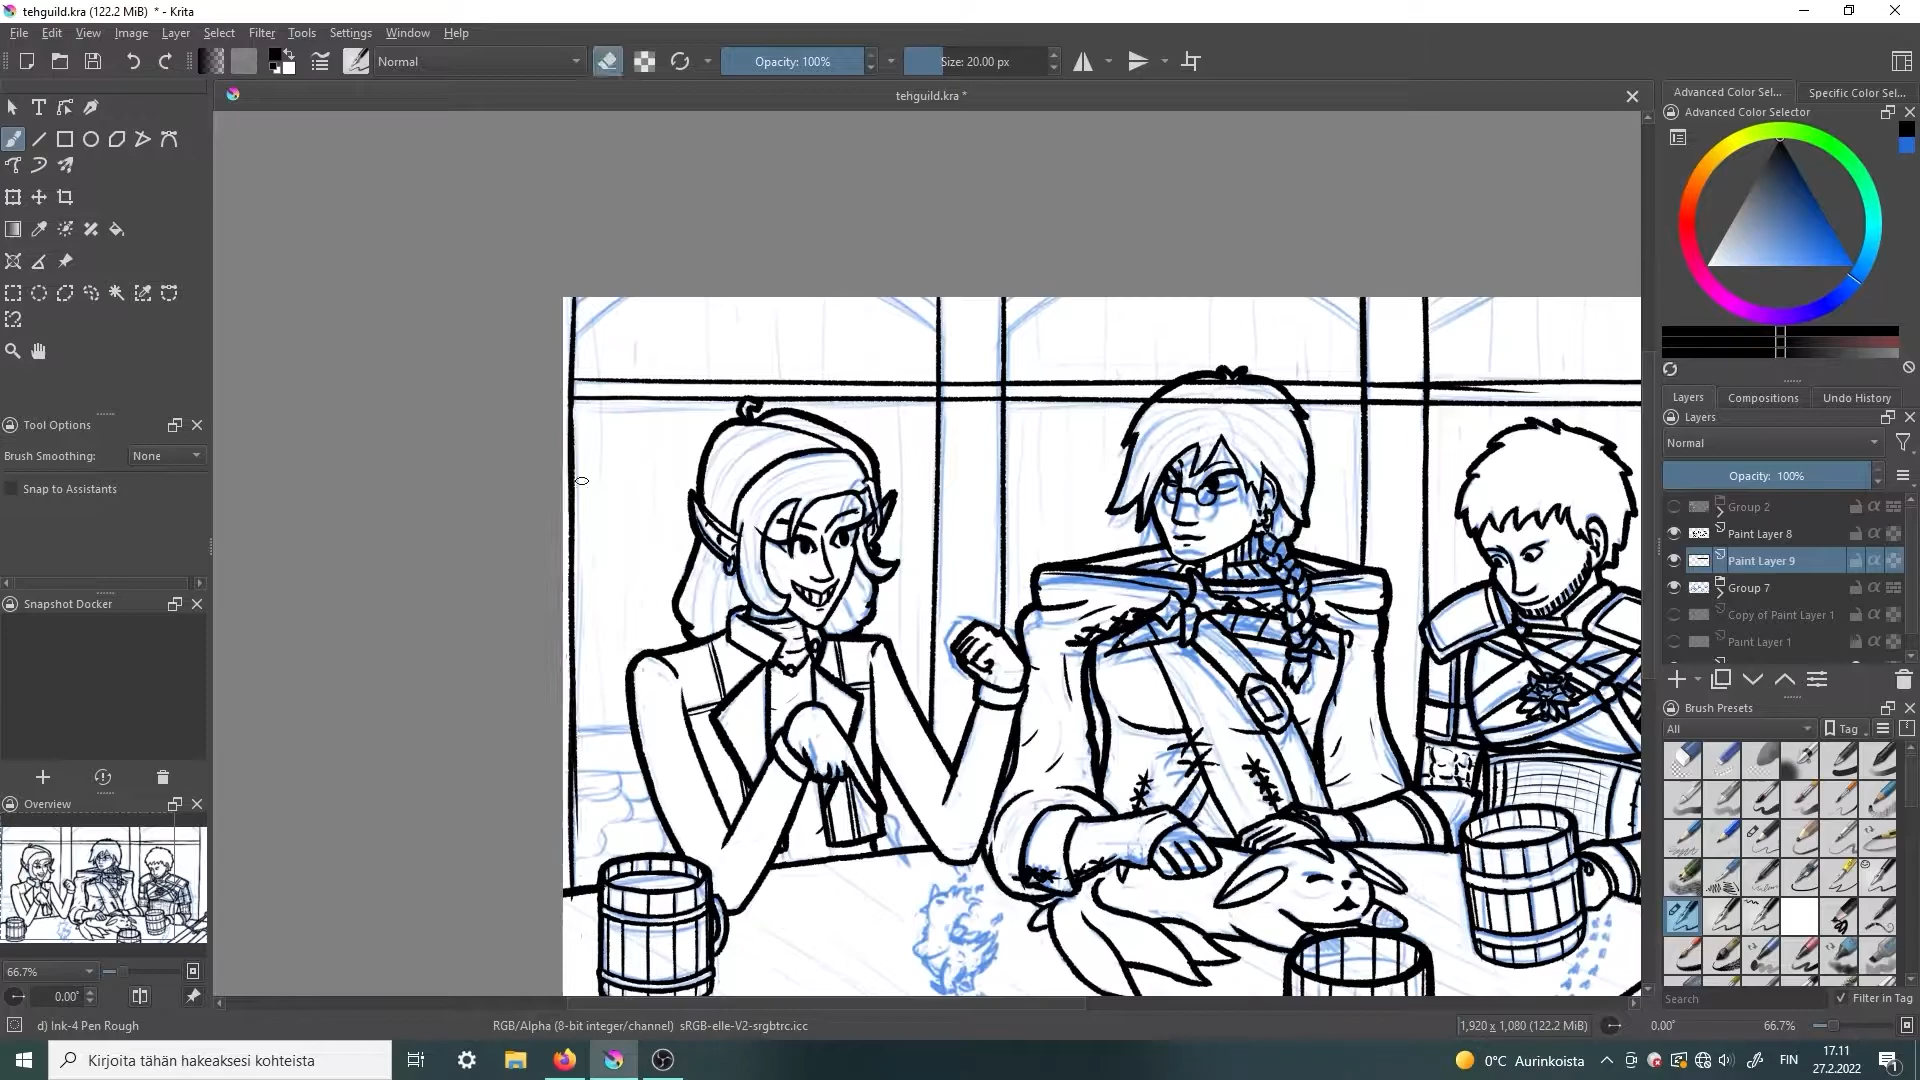 tehguild.kra (122.2 MiB) * - Krita
File Edit View Image Layer Select Filter Tools Settings Window Help
Normal Opacity: 100% Size: 20.00 px
tehguild.kra *
Advanced Color Sel... Specific Color Sel...
Advanced Color Selector
Tool Options
Brush Smoothing: None
Snap to Assistants
Snapshot Docker
Overview
66.7%
0.00°
Layers Compositions Undo History
Layers
Normal
Opacity: 100%
Group 2
Paint Layer 8
Paint Layer 9
Group 7
Copy of Paint Layer 1
Paint Layer 1
Brush Presets
All Tag
Search Filter in Tag
d) Ink-4 Pen Rough RGB/Alpha (8-bit integer/channel) sRGB-elle-V2-srgbtrc.icc 1,920 x 1,080 (122.2 MiB) 0.00° 66.7%
Kirjoita tähän hakeaksesi kohteista 0°C Aurinkoista FIN 17.11
27.2.2022 1